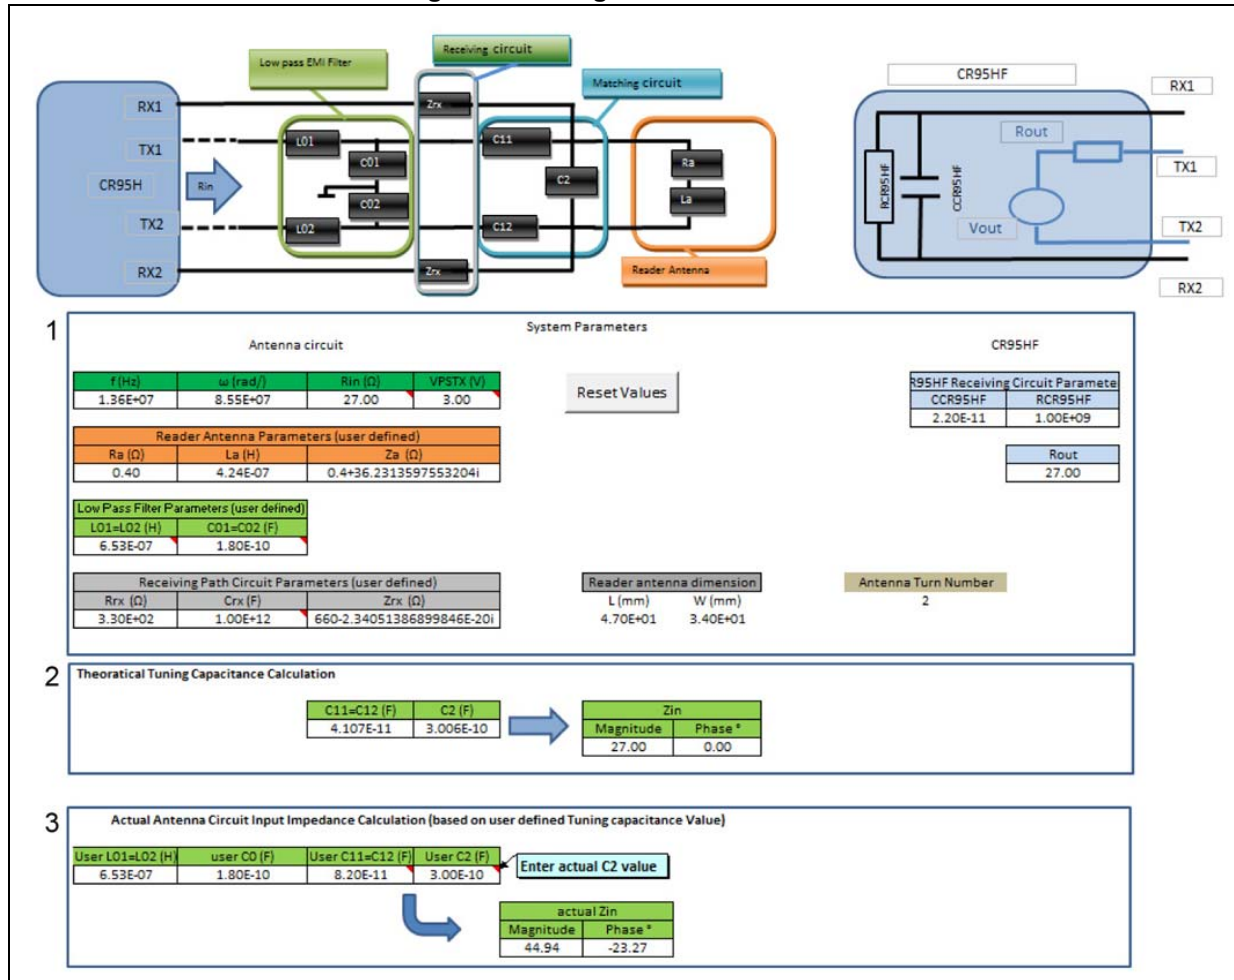 Receiving circuit
Low pass EMI Filter
Matching circuit
CR95HF
RX1
RX1
Zrx
L01
C11
Rout
TX1
C01
Ra
TX1
C2
CR95H
Rin
RCR95HF
CCR95HF
C02
La
TX2
L02
C12
Vout
TX2
RX2
Zrx
Reader Antenna
RX2
1
System Parameters
Antenna circuit
CR95HF
f (Hz) ω (rad/) Rin (Ω) VPSTX (V)
1.36E+07 8.55E+07 27.00 3.00
Reset Values
R95HF Receiving Circuit Paramete
CCR95HF RCR95HF
2.20E-11 1.00E+09
Reader Antenna Parameters (user defined)
Ra (Ω) La (H) Za (Ω)
0.40 4.24E-07 0.4+36.2313597553204i
Rout
27.00
Low Pass Filter Parameters (user defined)
L01=L02 (H) C01=C02 (F)
6.53E-07 1.80E-10
Receiving Path Circuit Parameters (user defined)
Rrx (Ω) Crx (F) Zrx (Ω)
3.30E+02 1.00E+12 660-2.34051386899846E-20i
Reader antenna dimension
L (mm) W (mm)
4.70E+01 3.40E+01
Antenna Turn Number
2
2
Theoratical Tuning Capacitance Calculation
C11=C12 (F) C2 (F)
4.107E-11 3.006E-10
Zin
Magnitude Phase °
27.00 0.00
3
Actual Antenna Circuit Input Impedance Calculation (based on user defined Tuning capacitance Value)
User L01=L02 (H) user C0 (F) User C11=C12 (F) User C2 (F)
6.53E-07 1.80E-10 8.20E-11 3.00E-10
Enter actual C2 value
actual Zin
Magnitude Phase °
44.94 -23.27